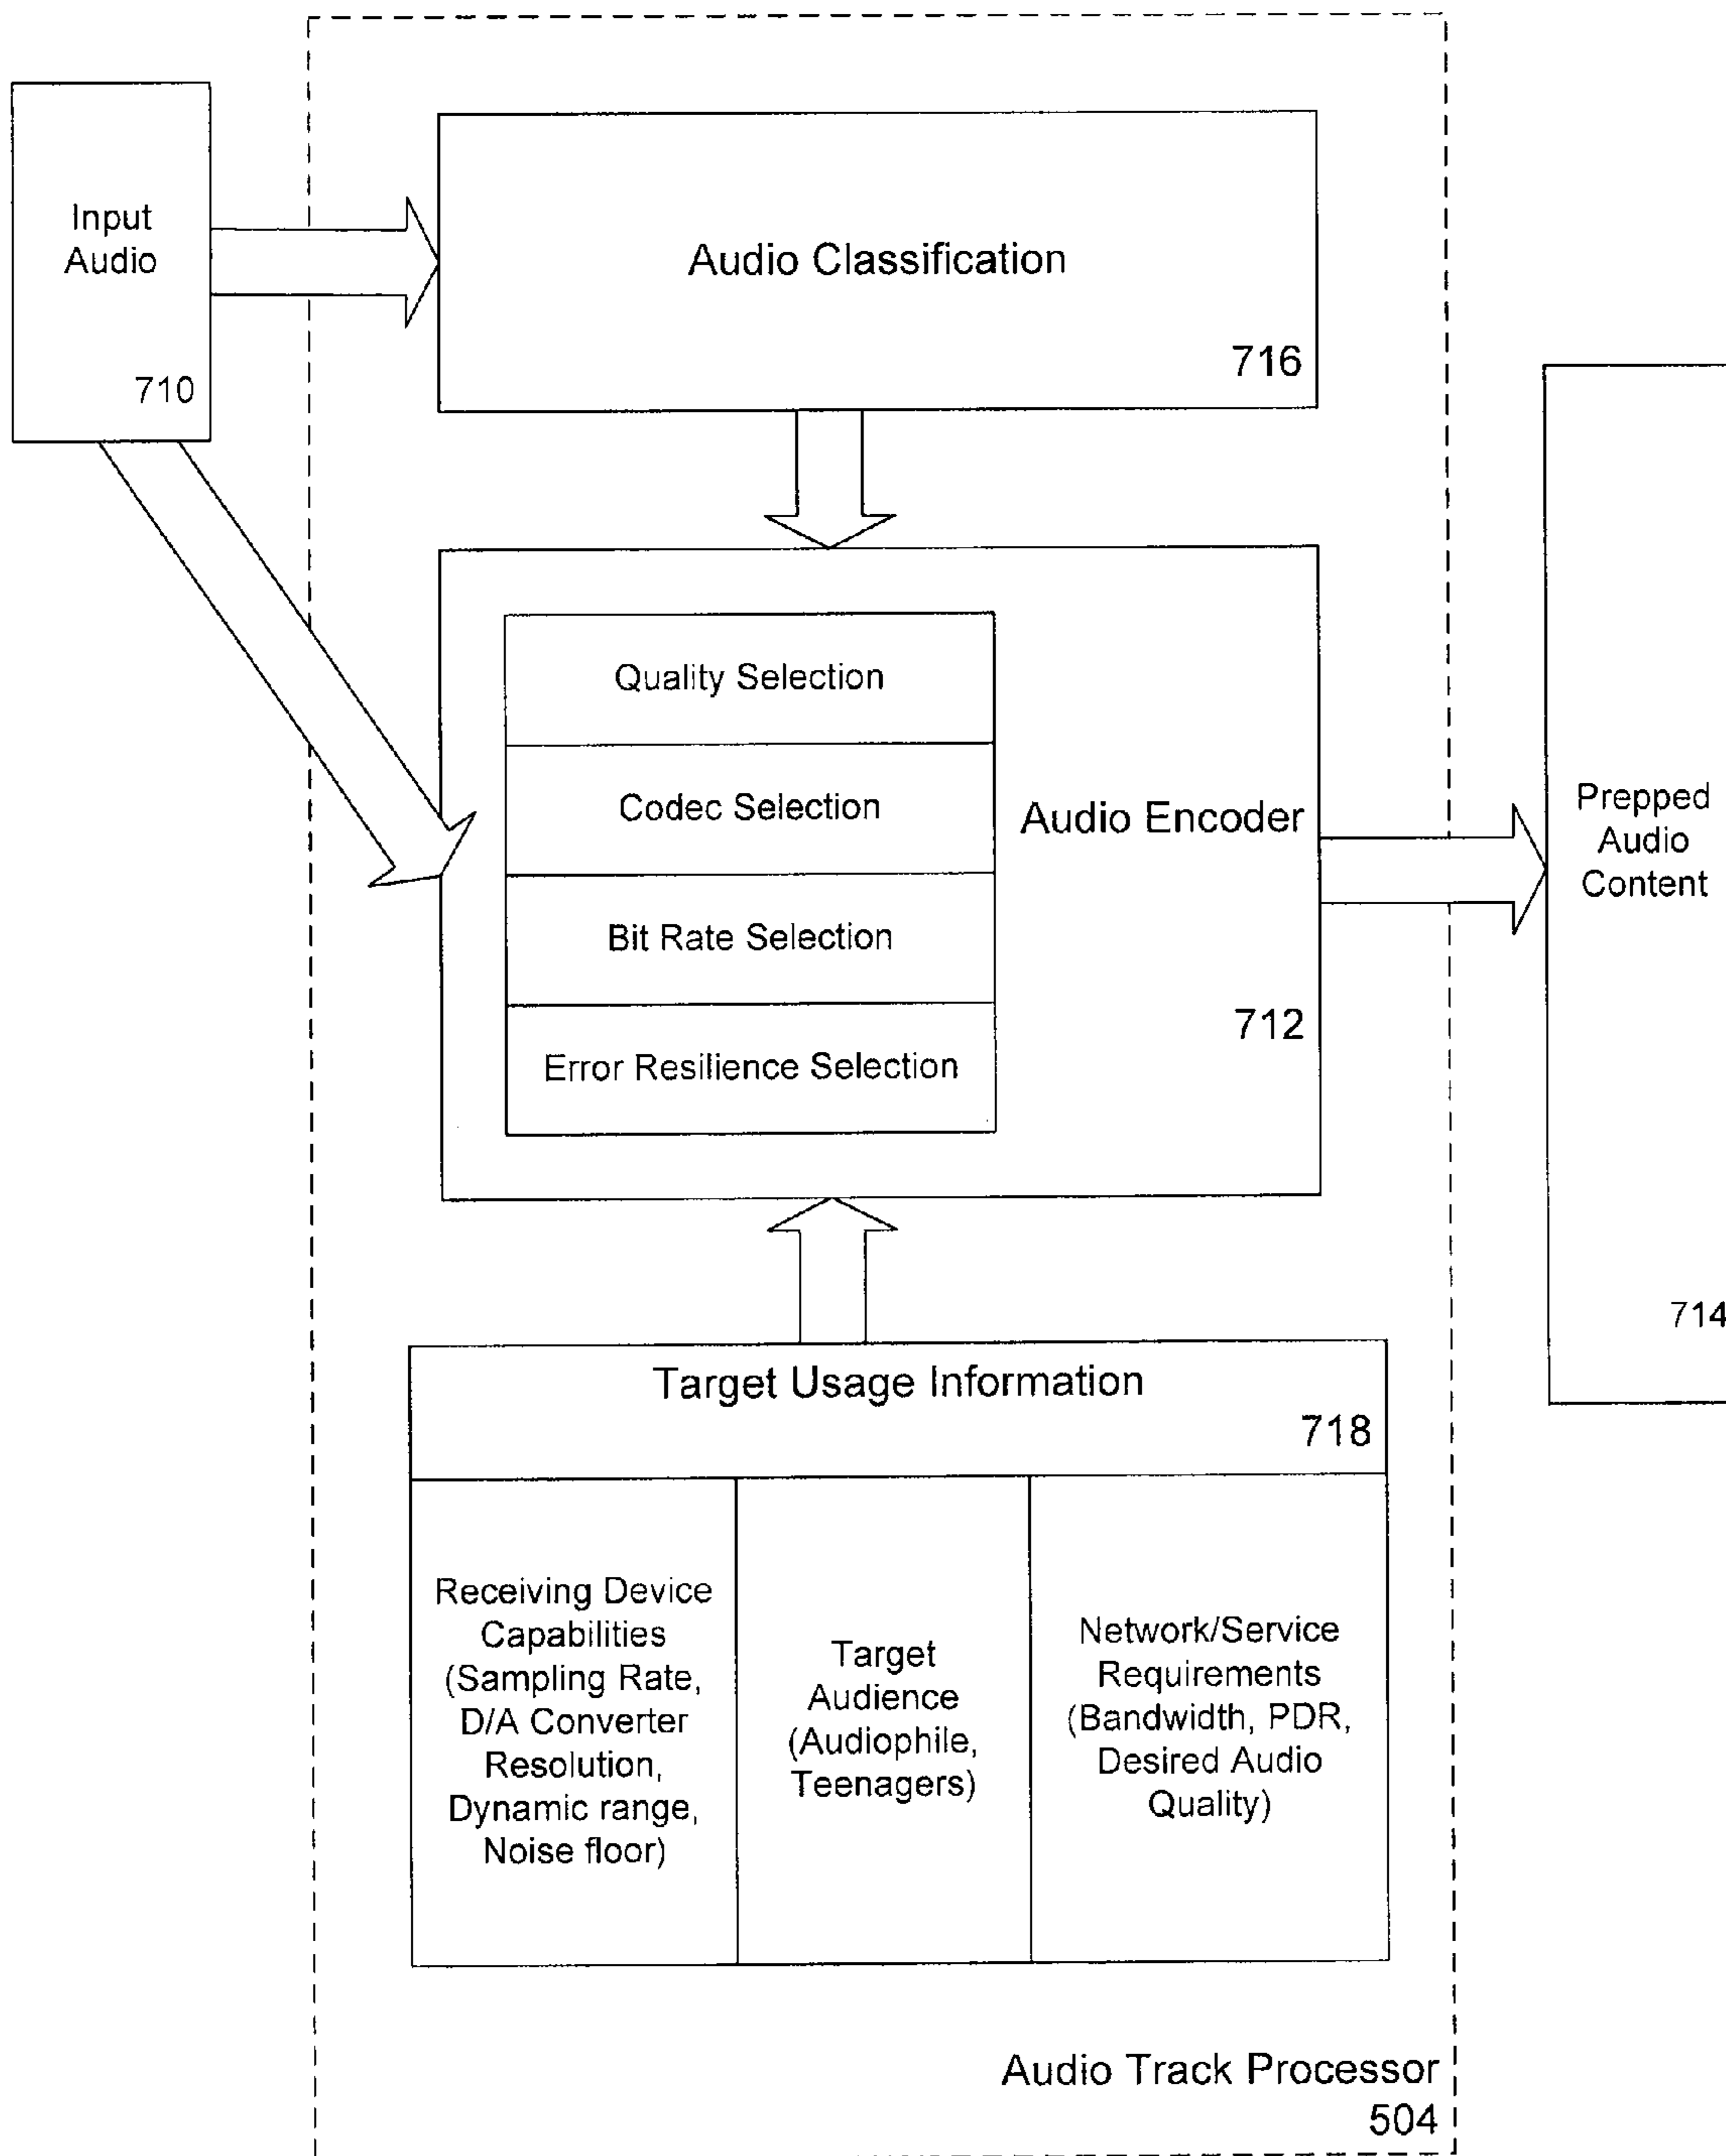 Input
Audio
710
Audio Classification
716
Quality Selection
Codec Selection
Bit Rate Selection
Error Resilience Selection
Audio Encoder
712
Prepped
Audio
Content
714
Target Usage Information
718
Receiving Device
Capabilities
(Sampling Rate,
D/A Converter
Resolution,
Dynamic range,
Noise floor)
Target
Audience
(Audiophile,
Teenagers)
Network/Service
Requirements
(Bandwidth, PDR,
Desired Audio
Quality)
Audio Track Processor
504